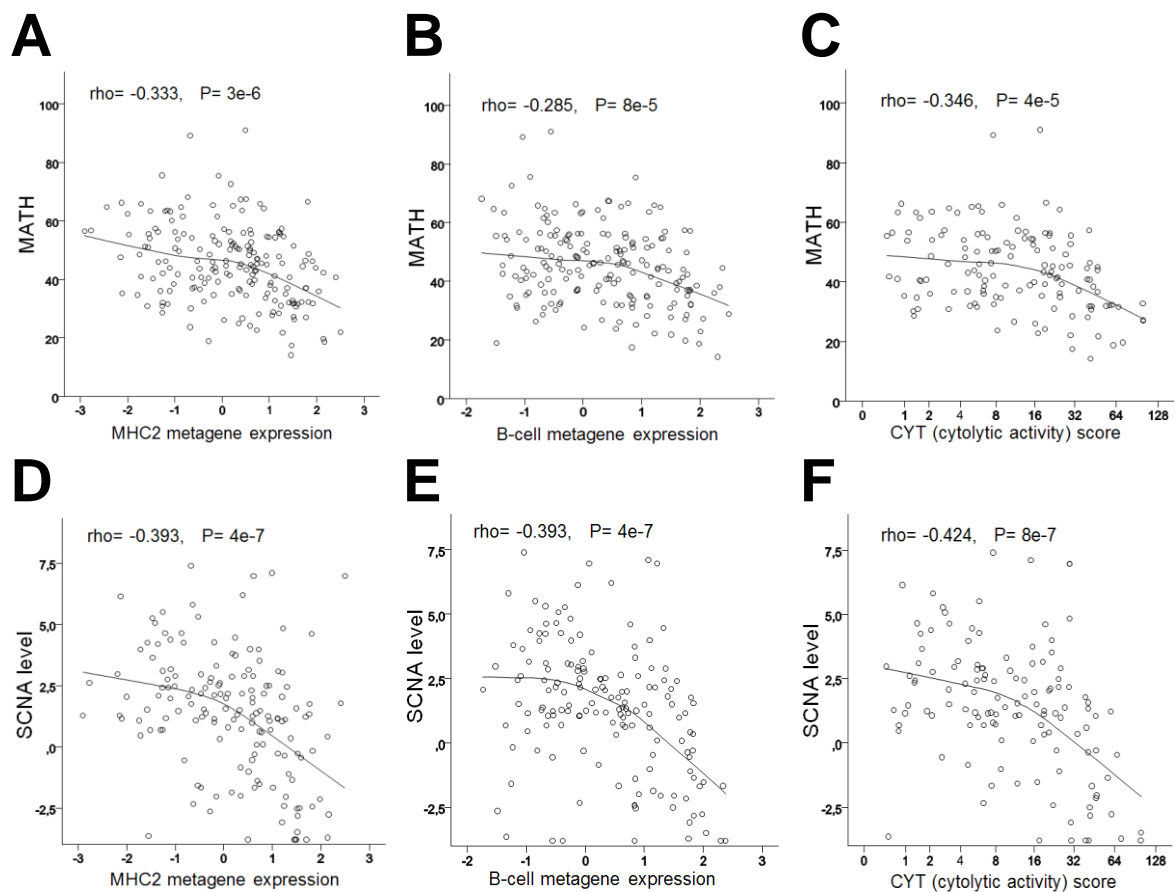 A
rho= -0.333, P= 3e-6
MATH
100
80
60
40
20
0
-3 -2 -1 0 1 2 3
MHC2 metagene expression
B
rho= -0.285, P= 8e-5
MATH
100
80
60
40
20
0
-2 -1 0 1 2 3
B-cell metagene expression
C
rho= -0.346, P= 4e-5
MATH
100
80
60
40
20
0
0 1 2 4 8 16 32 64 128
CYT (cytolytic activity) score
D
rho= -0.393, P= 4e-7
SCNA level
7,5
5,0
2,5
,0
-2,5
-3 -2 -1 0 1 2 3
MHC2 metagene expression
E
rho= -0.393, P= 4e-7
SCNA level
7,5
5,0
2,5
,0
-2,5
-2 -1 0 1 2 3
B-cell metagene expression
F
rho= -0.424, P= 8e-7
SCNA level
7,5
5,0
2,5
,0
-2,5
0 1 2 4 8 16 32 64 128
CYT (cytolytic activity) score